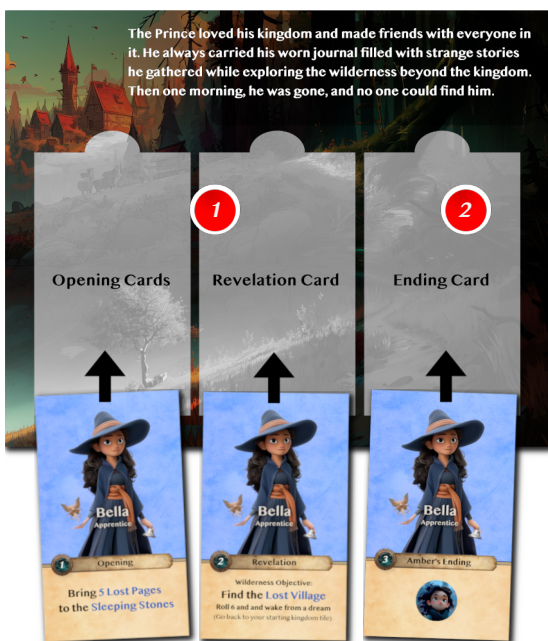 The Prince loved his kingdom and made friends with everyone in
it. He always carried his worn journal filled with strange stories
he gathered while exploring the wilderness beyond the kingdom.
Then one morning, he was gone, and no one could find him.
1
2
Opening Cards
Revelation Card
Ending Card
Bella
Apprentice
1
Opening
Bring 5 Lost Pages
to the Sleeping Stones
Bella
Apprentice
2
Revelation
Wilderness Objective:
Find the Lost Village
Roll 6 and and wake from a dream
(Go back to your starting kingdom tile)
Bella
Apprentice
3
Amber's Ending